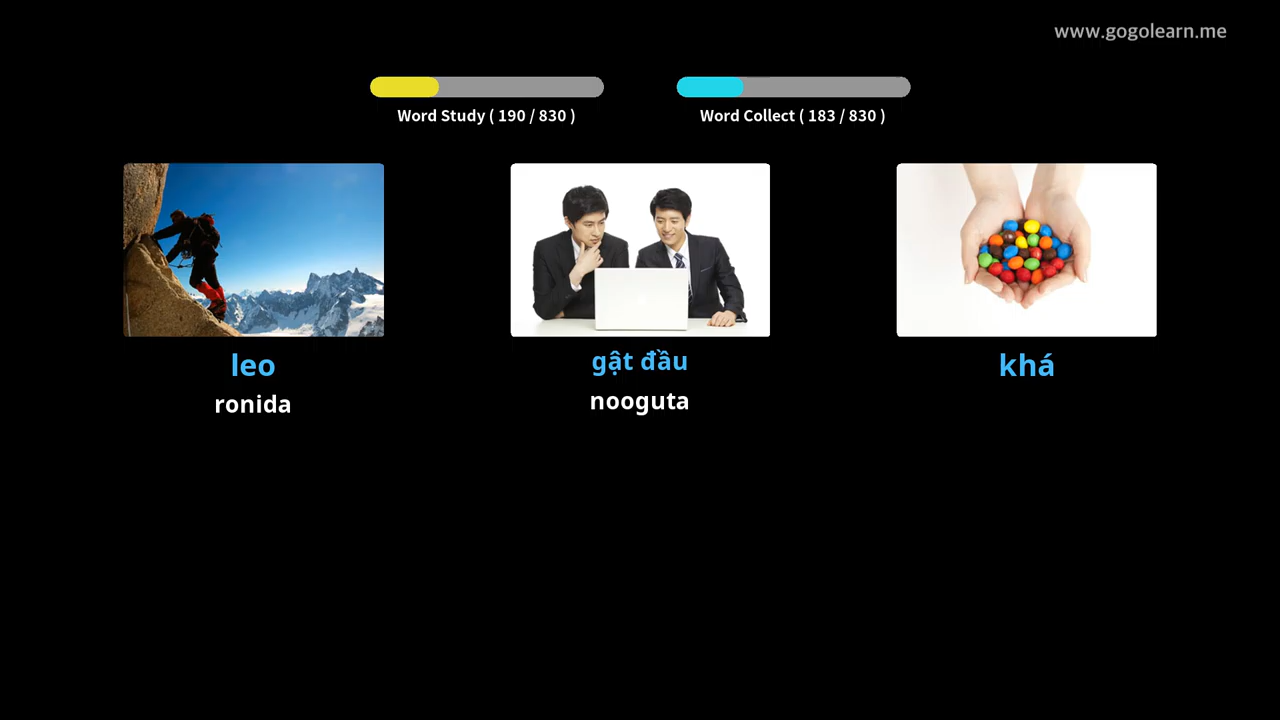 www.gogolearn.me
Word Study ( 190 / 830 )
Word Collect ( 183 / 830 )
leo
gật đầu
khá
ronida
nooguta